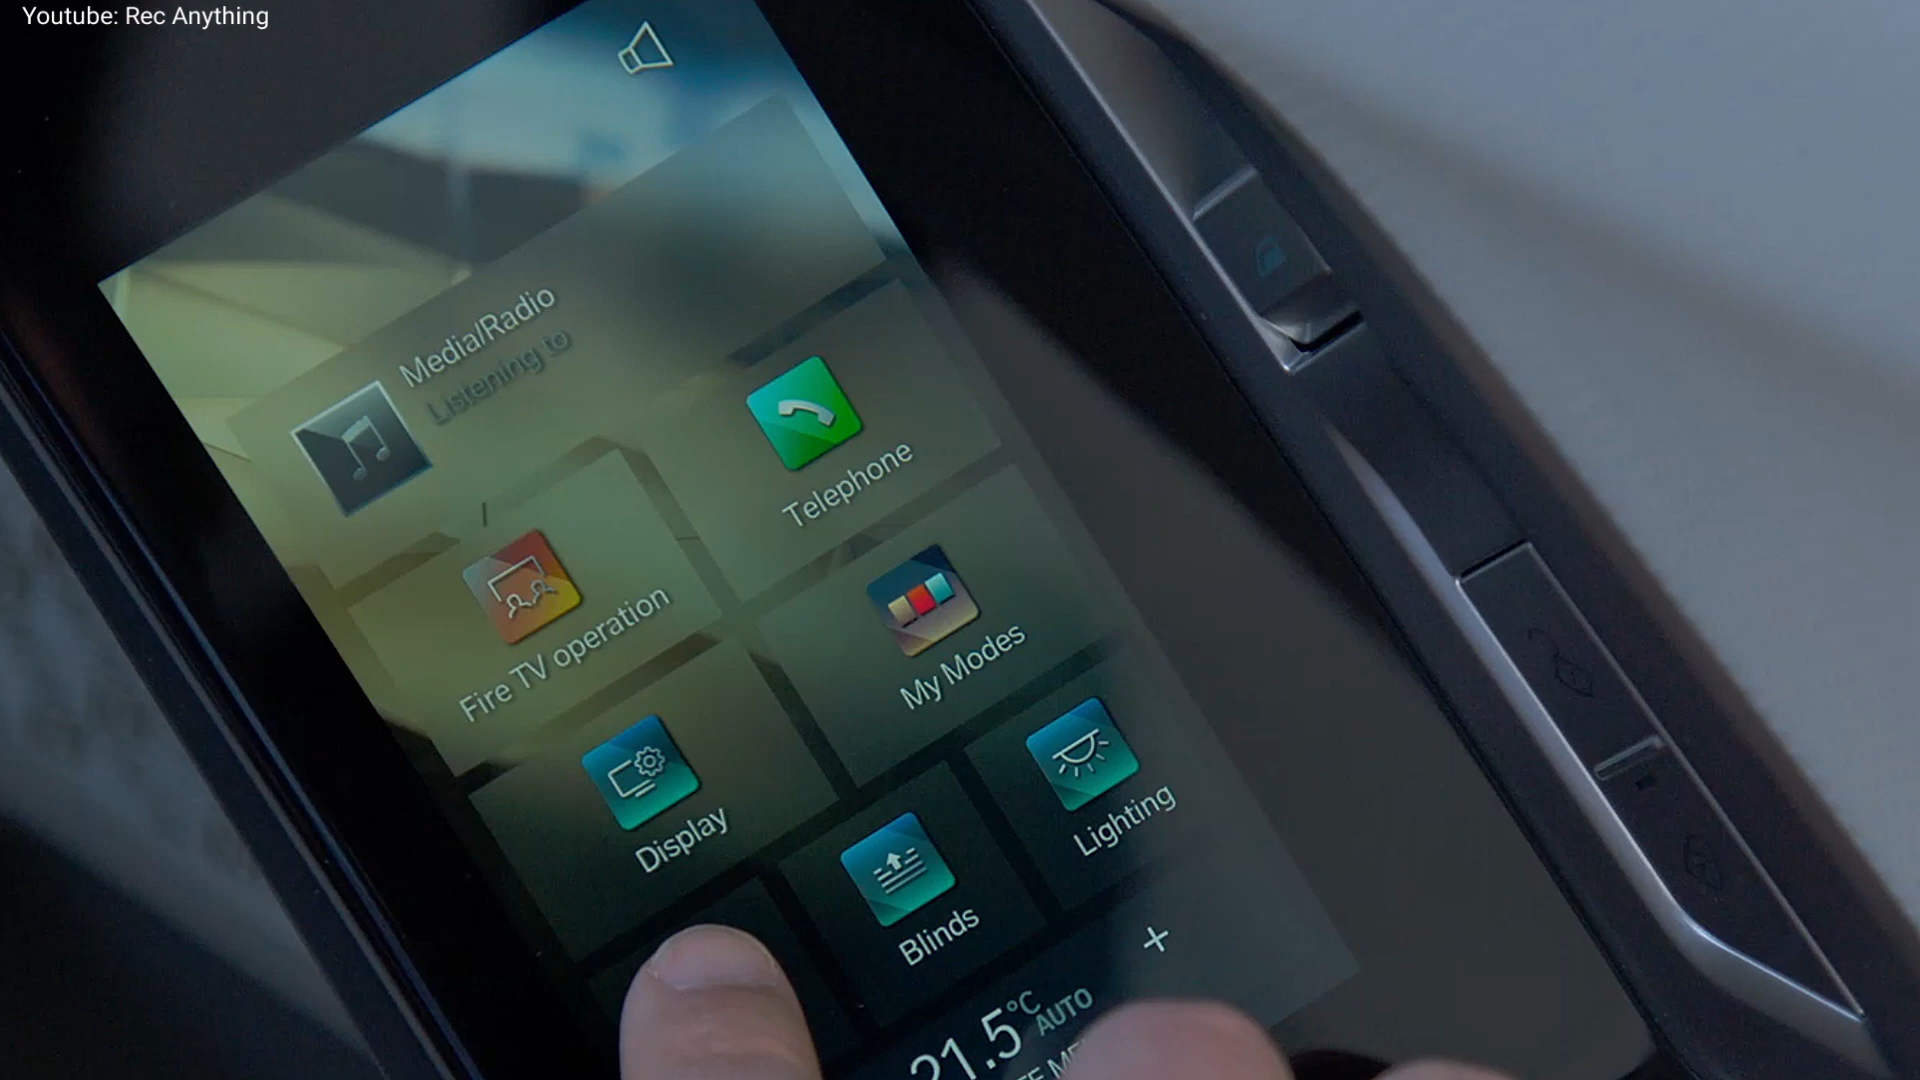 Youtube: Rec Anything
Media/Radio
Listening to
Telephone
Fire TV operation
My Modes
Display
Lighting
Blinds
+
21.5°C
AUTO